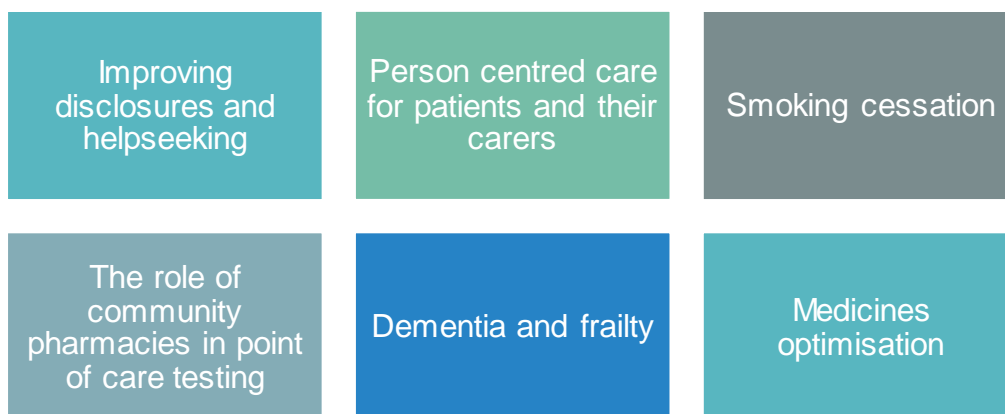 Improving
disclosures and
helpseeking
Person centred care
for patients and their
carers
Smoking cessation
The role of
community
pharmacies in point
of care testing
Dementia and frailty
Medicines
optimisation